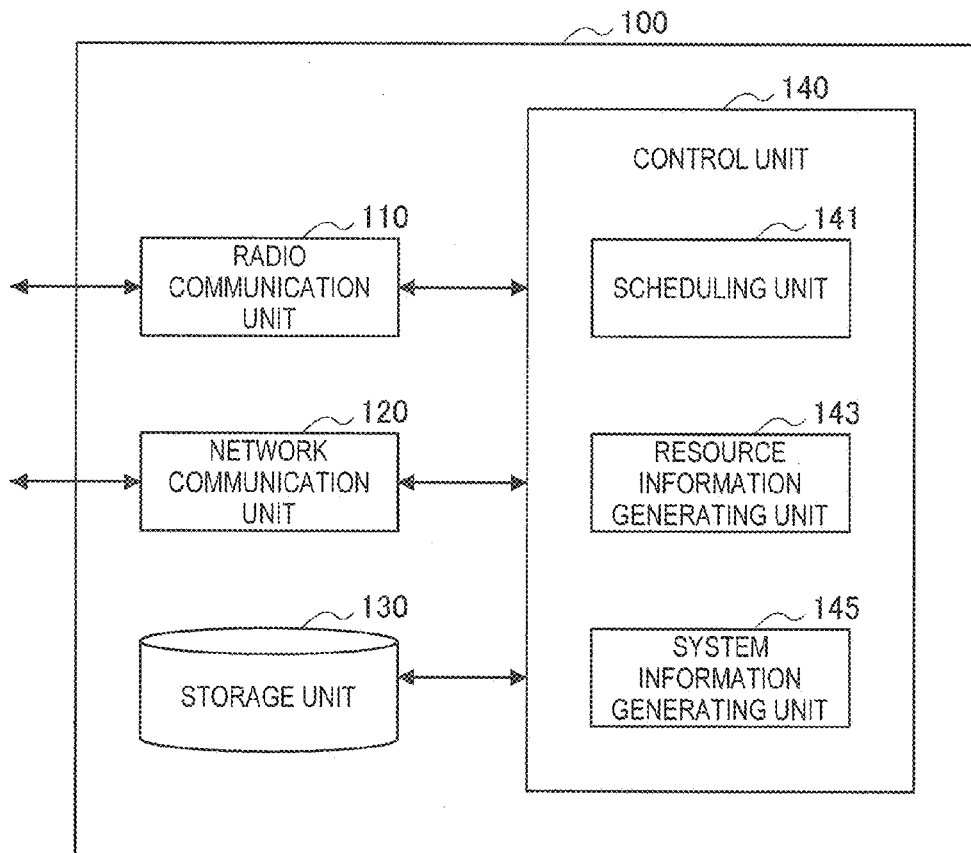 100
140
CONTROL UNIT
110
RADIO
COMMUNICATION
UNIT
141
SCHEDULING UNIT
120
NETWORK
COMMUNICATION
UNIT
143
RESOURCE
INFORMATION
GENERATING UNIT
130
STORAGE UNIT
145
SYSTEM
INFORMATION
GENERATING UNIT